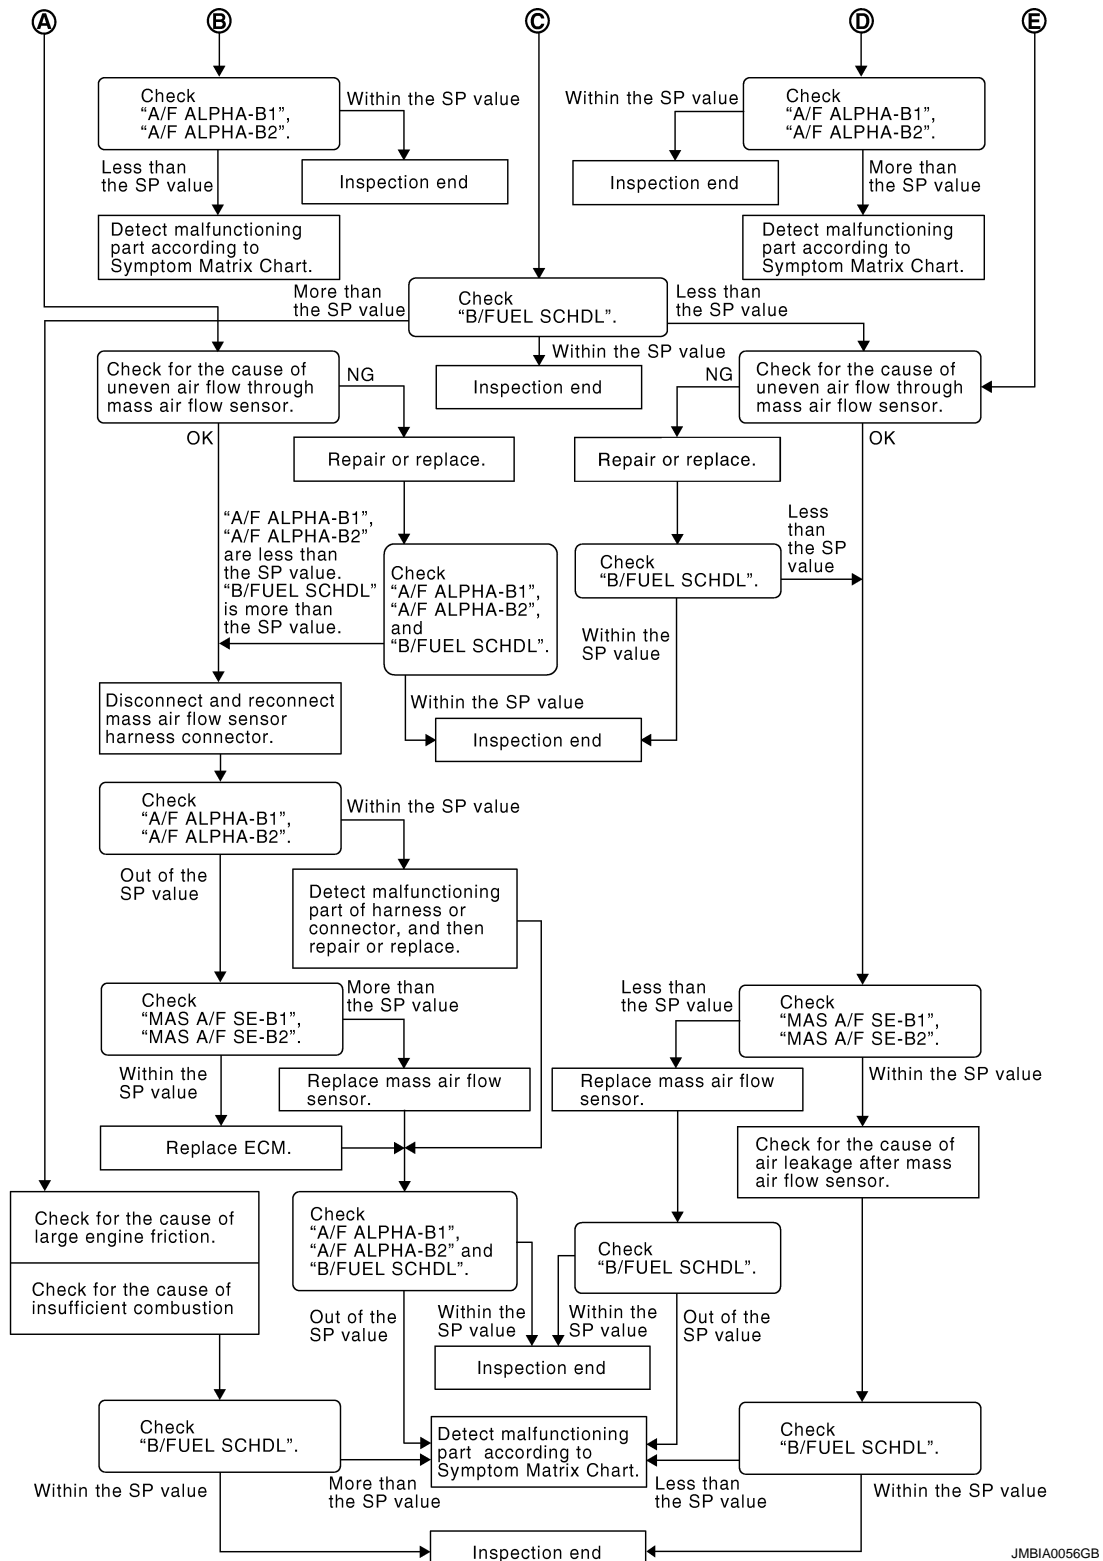 A
B
C
D
E
Check
“A/F ALPHA-B1”,
“A/F ALPHA-B2”.
Within the SP value
Less than
the SP value
Inspection end
Detect malfunctioning
part according to
Symptom Matrix Chart.
Within the SP value
Check
“A/F ALPHA-B1”,
“A/F ALPHA-B2”.
Inspection end
More than
the SP value
Detect malfunctioning
part according to
Symptom Matrix Chart.
More than
the SP value
Check
“B/FUEL SCHDL”.
Less than
the SP value
Within the SP value
Inspection end
Check for the cause of
uneven air flow through
mass air flow sensor.
NG
OK
Repair or replace.
NG
Check for the cause of
uneven air flow through
mass air flow sensor.
OK
Repair or replace.
“A/F ALPHA-B1”,
“A/F ALPHA-B2”
are less than
the SP value.
“B/FUEL SCHDL”
is more than
the SP value.
Check
“A/F ALPHA-B1”,
“A/F ALPHA-B2”,
and
“B/FUEL SCHDL”.
Check
“B/FUEL SCHDL”.
Less
than
the SP
value
Within the
SP value
Within the SP value
Inspection end
Disconnect and reconnect
mass air flow sensor
harness connector.
Check
“A/F ALPHA-B1”,
“A/F ALPHA-B2”.
Within the SP value
Out of the
SP value
Detect malfunctioning
part of harness or
connector, and then
repair or replace.
Check
“MAS A/F SE-B1”,
“MAS A/F SE-B2”.
More than
the SP value
Within the
SP value
Replace mass air flow
sensor.
Replace ECM.
Less than
the SP value
Check
“MAS A/F SE-B1”,
“MAS A/F SE-B2”.
Within the SP value
Replace mass air flow
sensor.
Check for the cause of
air leakage after mass
air flow sensor.
Check for the cause of
large engine friction.
Check for the cause of
insufficient combustion
Check
“A/F ALPHA-B1”,
“A/F ALPHA-B2” and
“B/FUEL SCHDL”.
Check
“B/FUEL SCHDL”.
Out of the
SP value
Within the
SP value
Within the
SP value
Out of the
SP value
Inspection end
Check
“B/FUEL SCHDL”.
Detect malfunctioning
part according to
Symptom Matrix Chart.
Check
“B/FUEL SCHDL”.
Within the SP value
More than
the SP value
Less than
the SP value
Within the SP value
Inspection end
JMBIA0056GB